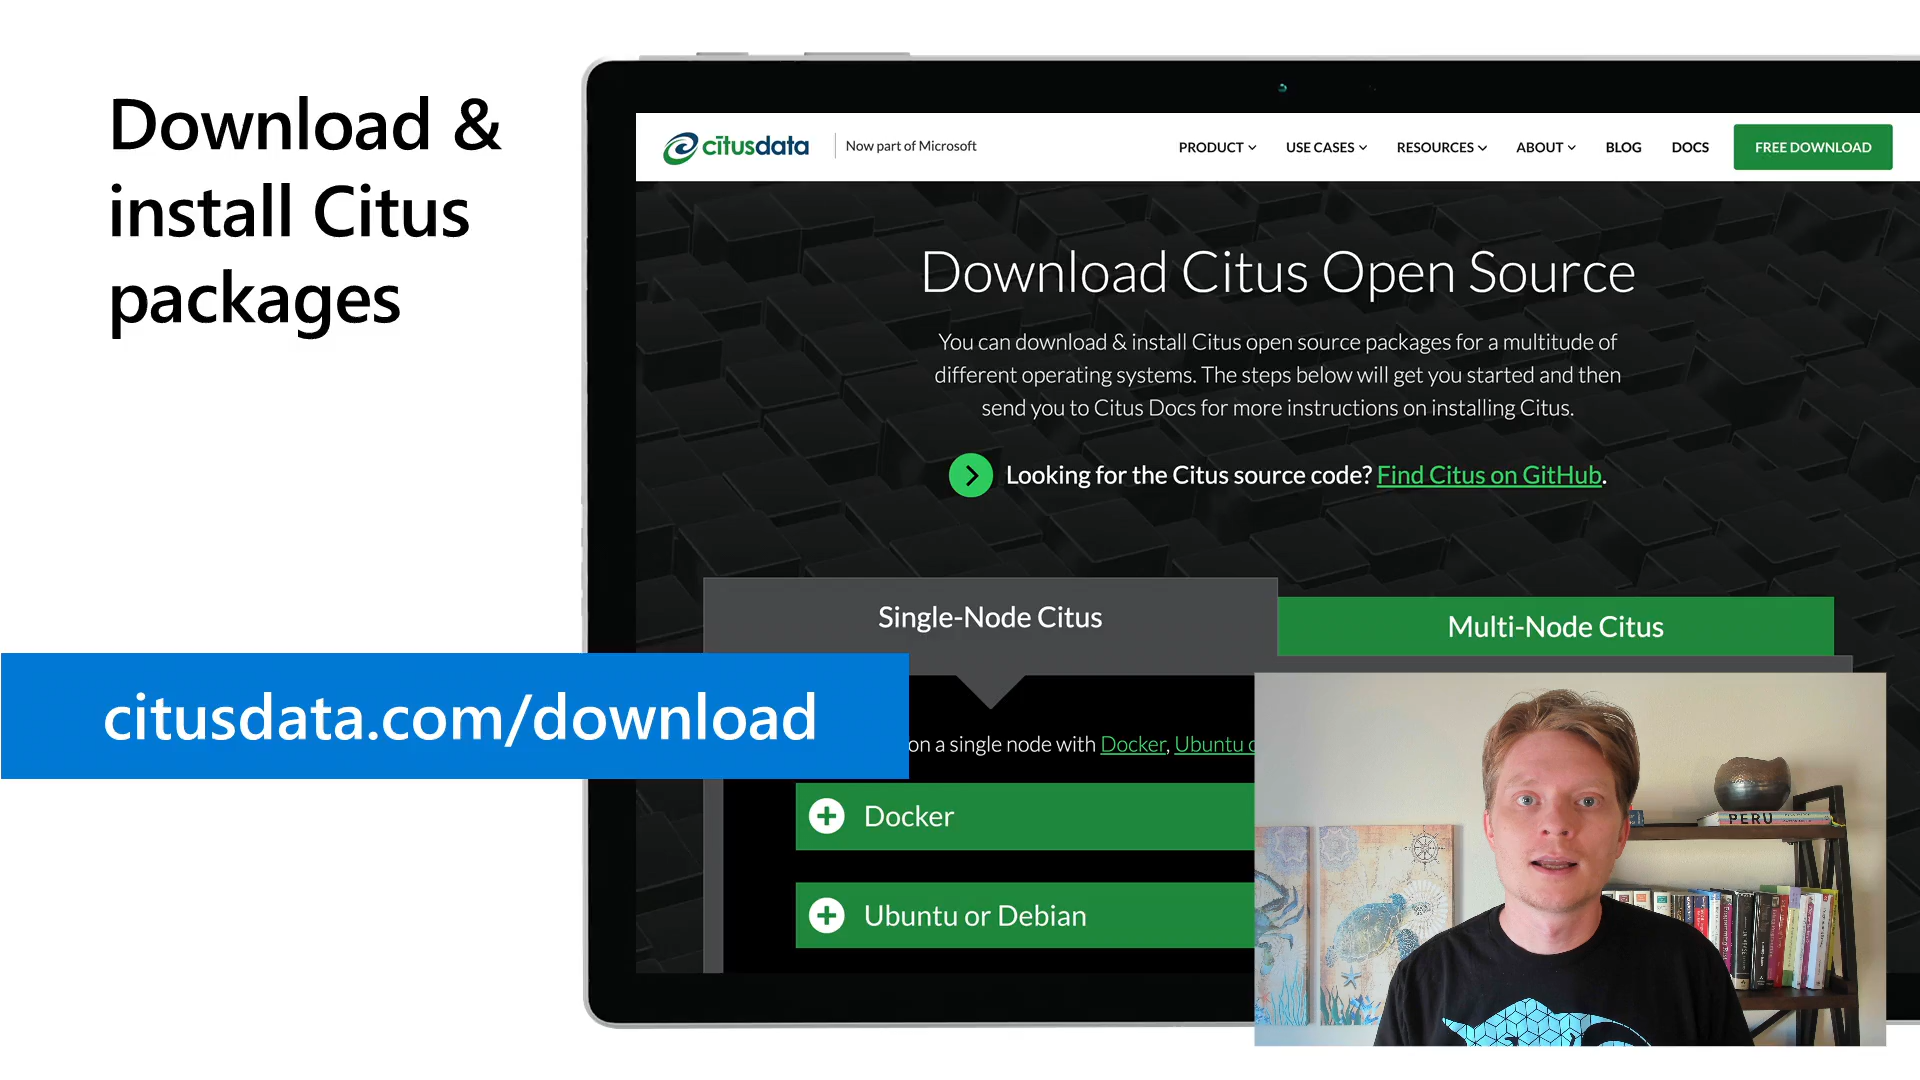 Download &
install Citus
packages
citusdata
Now part of Microsoft
PRODUCT
USE CASES
RESOURCES
ABOUT
BLOG
DOCS
FREE DOWNLOAD
Download Citus Open Source
You can download & install Citus open source packages for a multitude of
different operating systems. The steps below will get you started and then
send you to Citus Docs for more instructions on installing Citus.
Looking for the Citus source code? Find Citus on GitHub.
Single-Node Citus
Multi-Node Citus
citusdata.com/download
on a single node with Docker, Ubuntu
Docker
Ubuntu or Debian
PERU